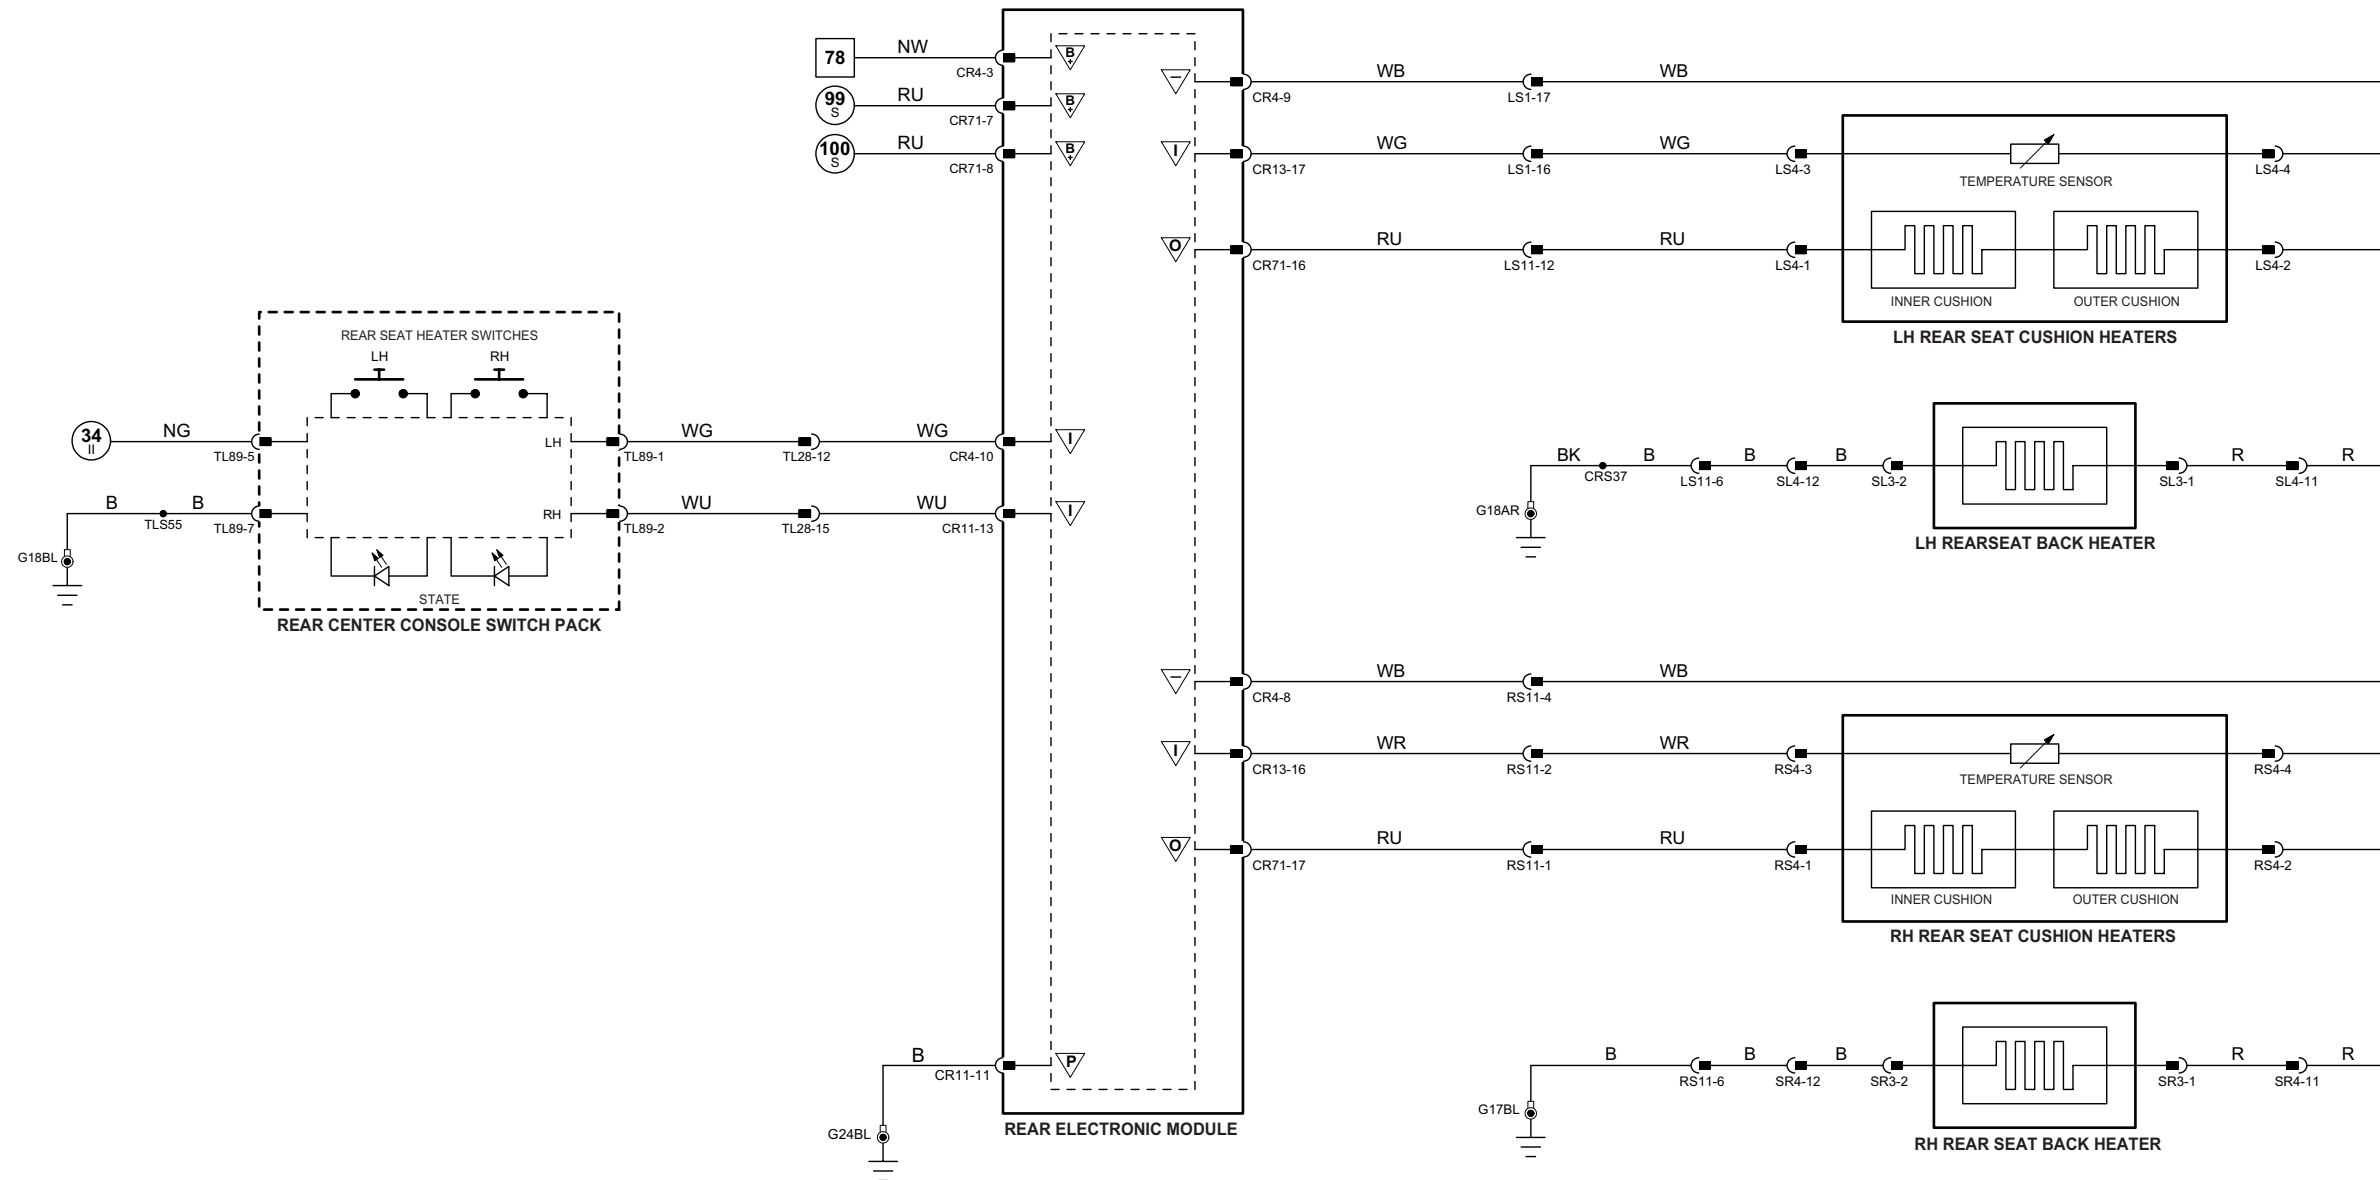 78
NW
CR4-3
B+
99
S
RU
CR71-7
B+
100
S
RU
CR71-8
B+
–
CR4-9
WB
LS1-17
WB
I
CR13-17
WG
LS1-16
WG
LS4-3
TEMPERATURE SENSOR
LS4-4
O
CR71-16
RU
LS11-12
RU
LS4-1
INNER CUSHION
OUTER CUSHION
LS4-2
LH REAR SEAT CUSHION HEATERS
REAR SEAT HEATER SWITCHES
LH
RH
34
II
NG
TL89-5
LH
TL89-1
WG
TL28-12
WG
CR4-10
I
B
TLS55
B
TL89-7
RH
TL89-2
WU
TL28-15
WU
CR11-13
I
G18BL
STATE
REAR CENTER CONSOLE SWITCH PACK
BK
CRS37
B
LS11-6
B
SL4-12
B
SL3-2
SL3-1
R
SL4-11
R
G18AR
LH REARSEAT BACK HEATER
–
CR4-8
WB
RS11-4
WB
I
CR13-16
WR
RS11-2
WR
RS4-3
TEMPERATURE SENSOR
RS4-4
O
CR71-17
RU
RS11-1
RU
RS4-1
INNER CUSHION
OUTER CUSHION
RS4-2
RH REAR SEAT CUSHION HEATERS
B
CR11-11
P
G24BL
REAR ELECTRONIC MODULE
B
RS11-6
B
SR4-12
B
SR3-2
SR3-1
R
SR4-11
R
G17BL
RH REAR SEAT BACK HEATER